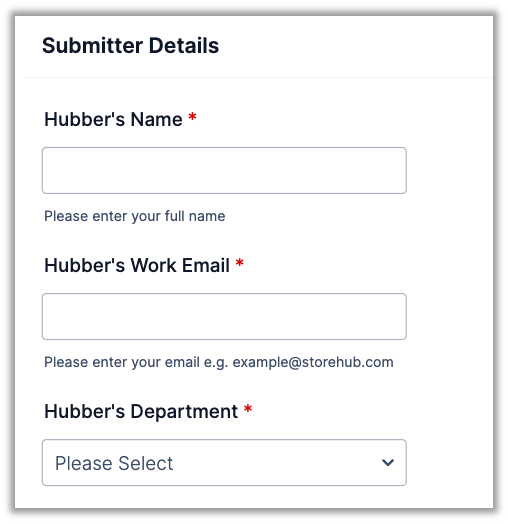 Submitter Details
Hubber's Name *
Please enter your full name
Hubber's Work Email *
Please enter your email e.g. example@storehub.com
Hubber's Department *
Please Select